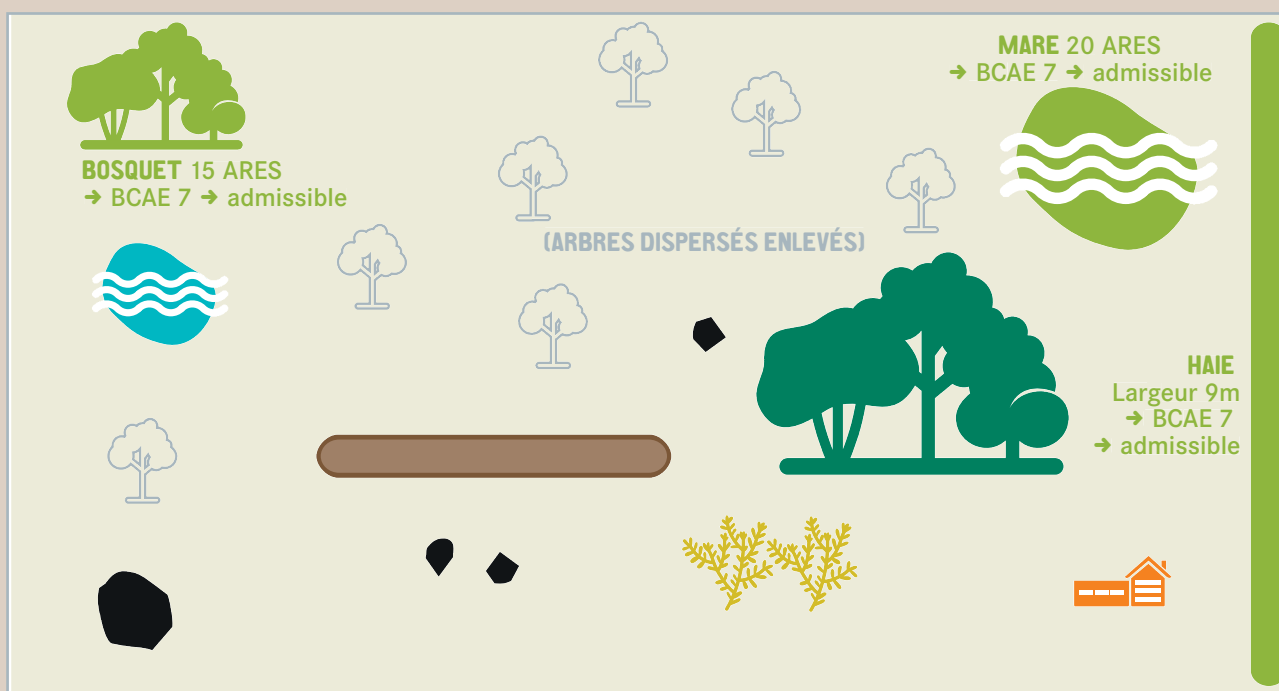 MARE 20 ARES
➔ BCAE 7 ➔ admissible
BOSQUET 15 ARES
➔ BCAE 7 ➔ admissible
(ARBRES DISPERSÉS ENLEVÉS)
HAIE
Largeur 9m
➔ BCAE 7
➔ admissible